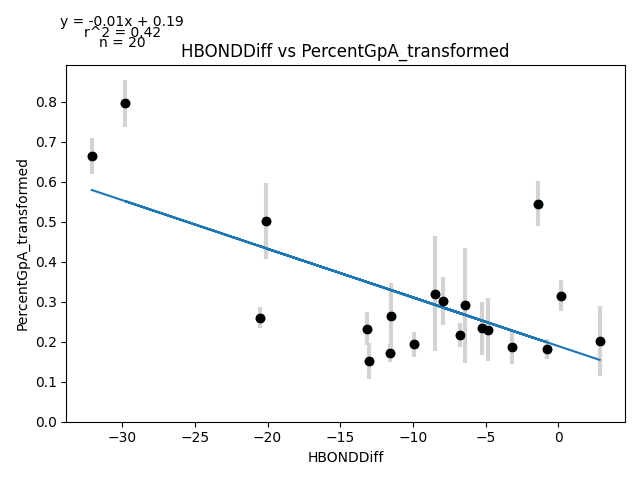 y = -0.01x + 0.19
r^2 = 0.42
n = 20
HBONDDiff vs PercentGpA_transformed
PercentGpA_transformed
0.8
0.7
0.6
0.5
0.4
0.3
0.2
0.1
0.0
−30
−25
−20
−15
−10
−5
0
HBONDDiff